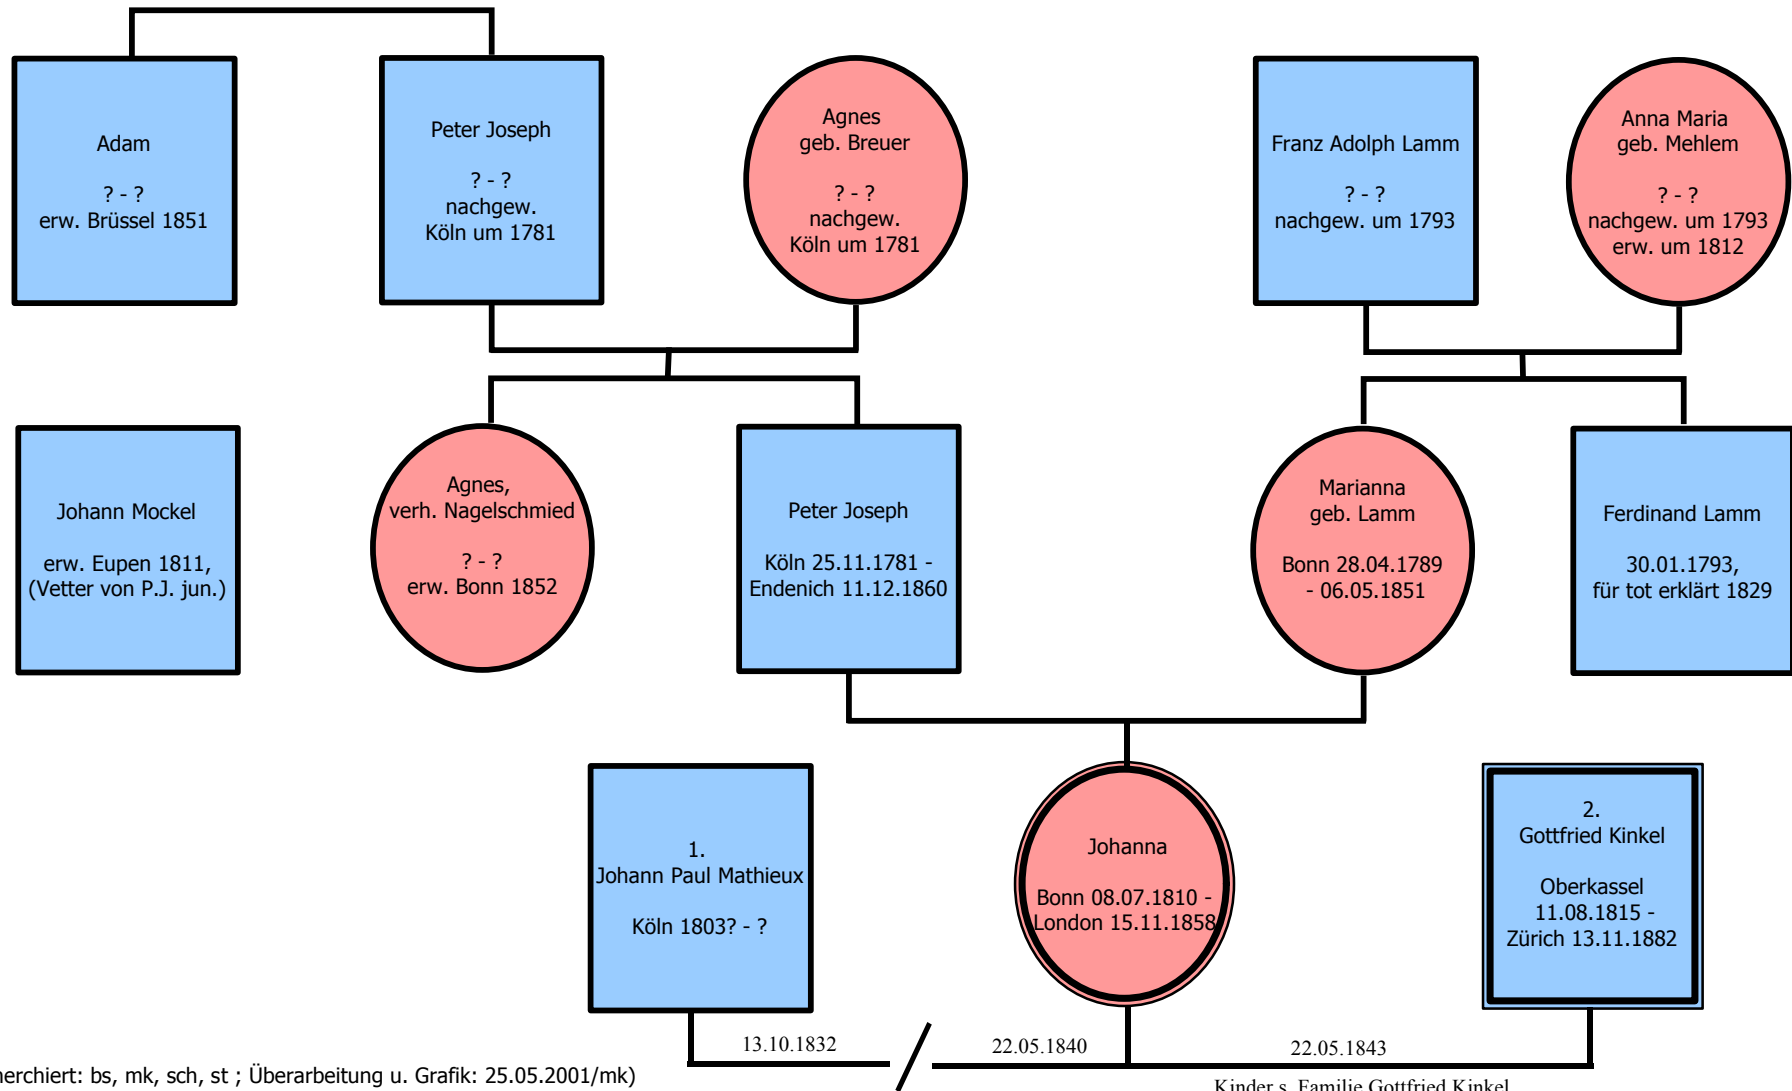 Adam
? - ?
erw. Brüssel 1851
Peter Joseph
? - ?
nachgew.
Köln um 1781
Agnes
geb. Breuer
? - ?
nachgew.
Köln um 1781
Franz Adolph Lamm
? - ?
nachgew. um 1793
Anna Maria
geb. Mehlem
? - ?
nachgew. um 1793
erw. um 1812
Johann Mockel
erw. Eupen 1811,
(Vetter von P.J. jun.)
Agnes,
verh. Nagelschmied
? - ?
erw. Bonn 1852
Peter Joseph
Köln 25.11.1781 -
Endenich 11.12.1860
Marianna
geb. Lamm
Bonn 28.04.1789
- 06.05.1851
Ferdinand Lamm
30.01.1793,
für tot erklärt 1829
1.
Johann Paul Mathieux
Köln 1803? - ?
Johanna
Bonn 08.07.1810 -
London 15.11.1858
2.
Gottfried Kinkel
Oberkassel
11.08.1815 -
Zürich 13.11.1882
13.10.1832
22.05.1840
22.05.1843
bs, mk, sch, st ; Überarbeitung u. Grafik: 25.05.2001/mk)
Kinder s. Familie Gottfried Kinkel